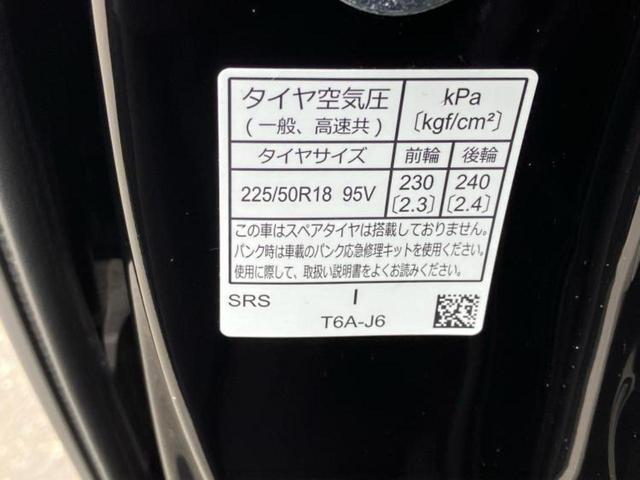 タイヤ空気圧 kPa
(一般、高速共) 〔kgf/cm²〕
タイヤサイズ 前輪 後輪
225/50R18 95V 230 240
〔2.3〕 〔2.4〕
この車はスペアタイヤは搭載しておりません。
パンク時は車載のパンク応急修理キットを使用ください。
使用に際して、取扱い説明書をよくお読みください。
SRS I
T6A-J6